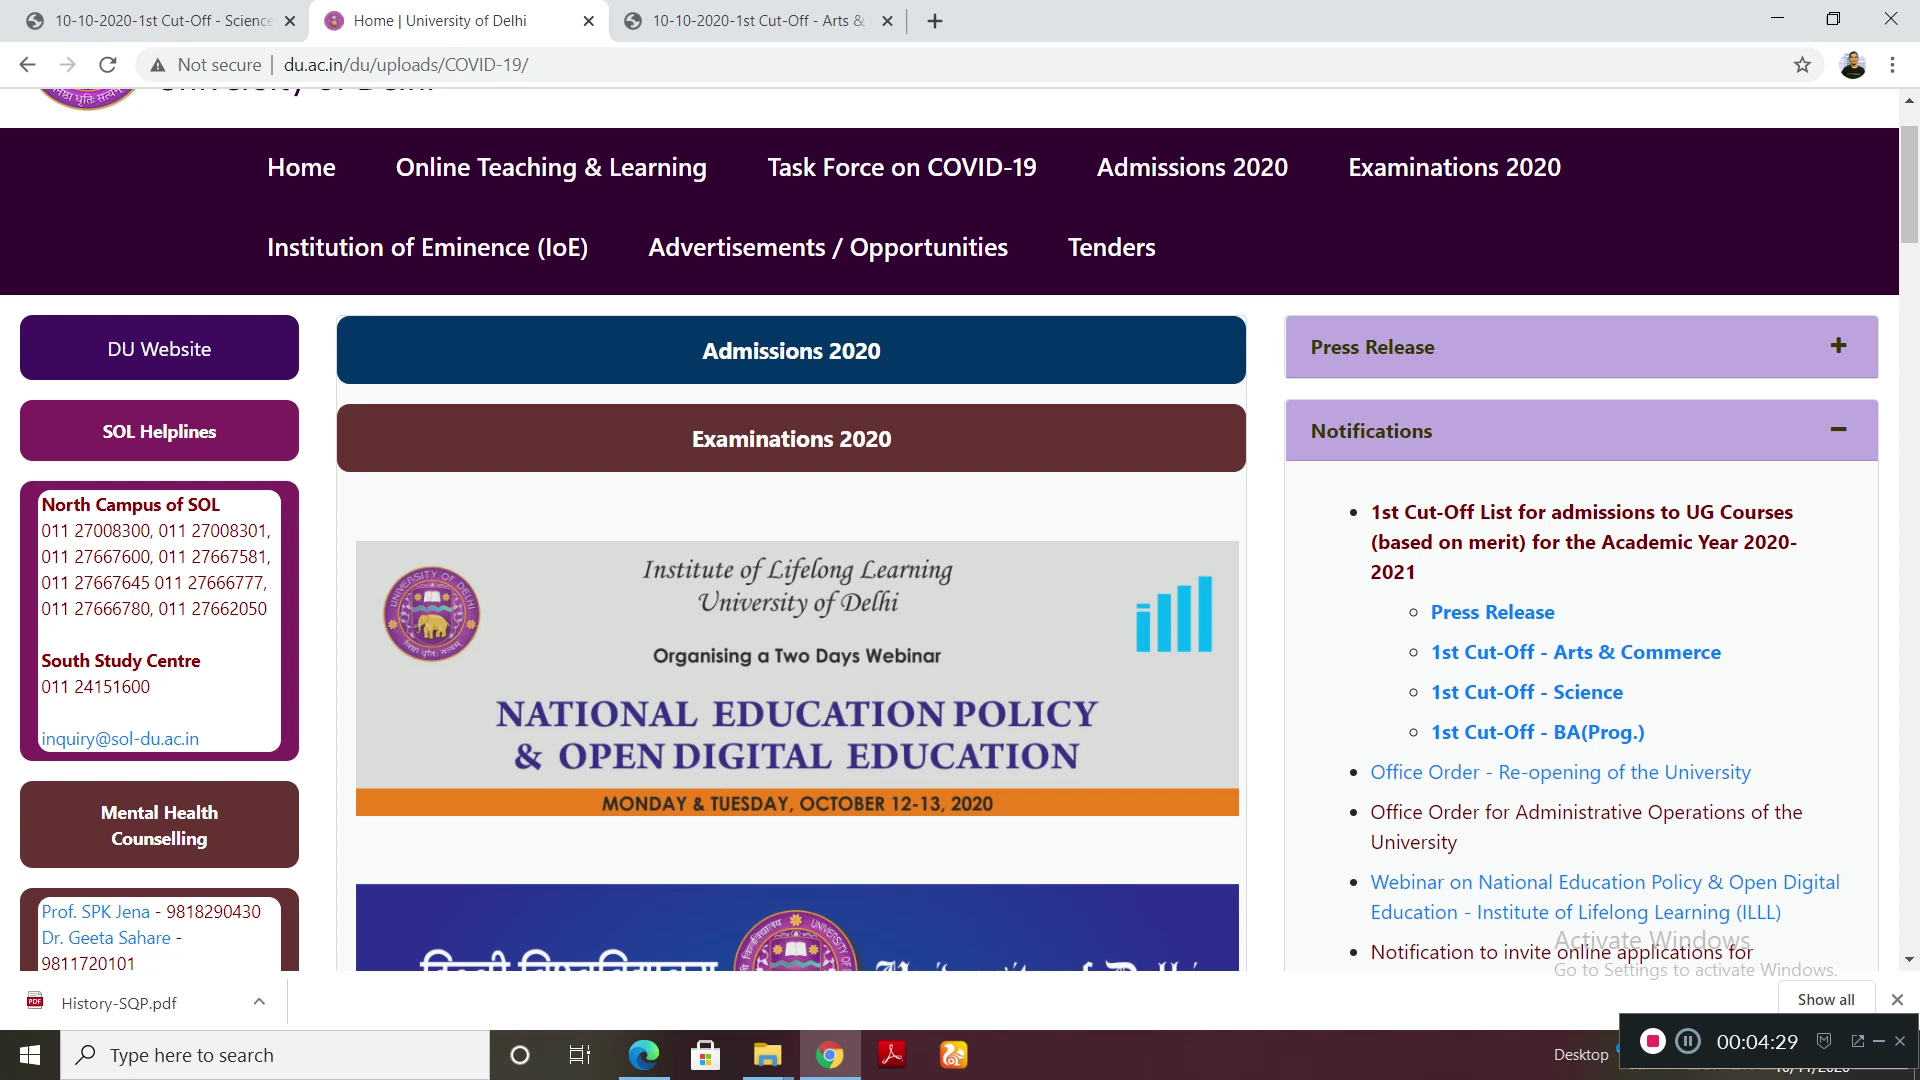 10-10-2020-1st Cut-Off - Science
Home | University of Delhi
10-10-2020-1st Cut-Off - Arts &
Not secure | du.ac.in/du/uploads/COVID-19/
University of Delhi
Home
Online Teaching & Learning
Task Force on COVID-19
Admissions 2020
Examinations 2020
Institution of Eminence (IoE)
Advertisements / Opportunities
Tenders
DU Website
SOL Helplines
North Campus of SOL
011 27008300, 011 27008301,
011 27667600, 011 27667581,
011 27667645 011 27666777,
011 27666780, 011 27662050
South Study Centre
011 24151600
inquiry@sol-du.ac.in
Mental Health
Counselling
Prof. SPK Jena - 9818290430
Dr. Geeta Sahare -
9811720101
Admissions 2020
Examinations 2020
UNIVERSITY OF DELHI
Institute of Lifelong Learning
University of Delhi
Organising a Two Days Webinar
NATIONAL EDUCATION POLICY
& OPEN DIGITAL EDUCATION
MONDAY & TUESDAY, OCTOBER 12-13, 2020
दिल्ली विश्वविद्यालय
University of Delhi
Press Release
Notifications
1st Cut-Off List for admissions to UG Courses
(based on merit) for the Academic Year 2020-
2021
Press Release
1st Cut-Off - Arts & Commerce
1st Cut-Off - Science
1st Cut-Off - BA(Prog.)
Office Order - Re-opening of the University
Office Order for Administrative Operations of the
University
Webinar on National Education Policy & Open Digital
Education - Institute of Lifelong Learning (ILLL)
Notification to invite online applications for
Activate Windows
Go to Settings to activate Windows.
History-SQP.pdf
Show all
Type here to search
Desktop
00:04:29